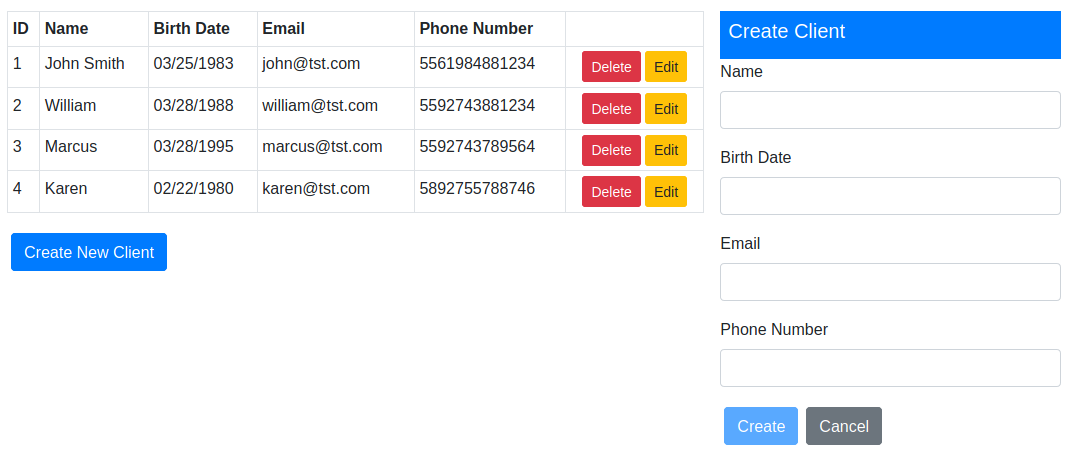 ID Name Birth Date Email Phone Number
1 John Smith 03/25/1983 john@tst.com 5561984881234 Delete Edit
2 William 03/28/1988 william@tst.com 5592743881234 Delete Edit
3 Marcus 03/28/1995 marcus@tst.com 5592743789564 Delete Edit
4 Karen 02/22/1980 karen@tst.com 5892755788746 Delete Edit
Create New Client
Create Client
Name
Birth Date
Email
Phone Number
Create Cancel